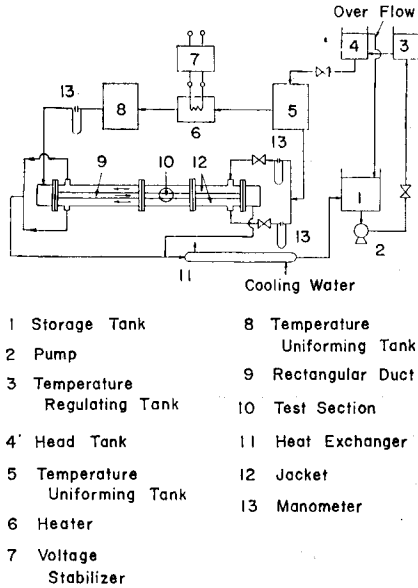 Over Flow
4
3
13
7
8
6
5
13
9
10
12
1
13
2
11
Cooling Water
1 Storage Tank
2 Pump
3 Temperature
Regulating Tank
4 Head Tank
5 Temperature
Uniforming Tank
6 Heater
7 Voltage
Stabilizer
8 Temperature
Uniforming Tank
9 Rectangular Duct
10 Test Section
11 Heat Exchanger
12 Jacket
13 Manometer